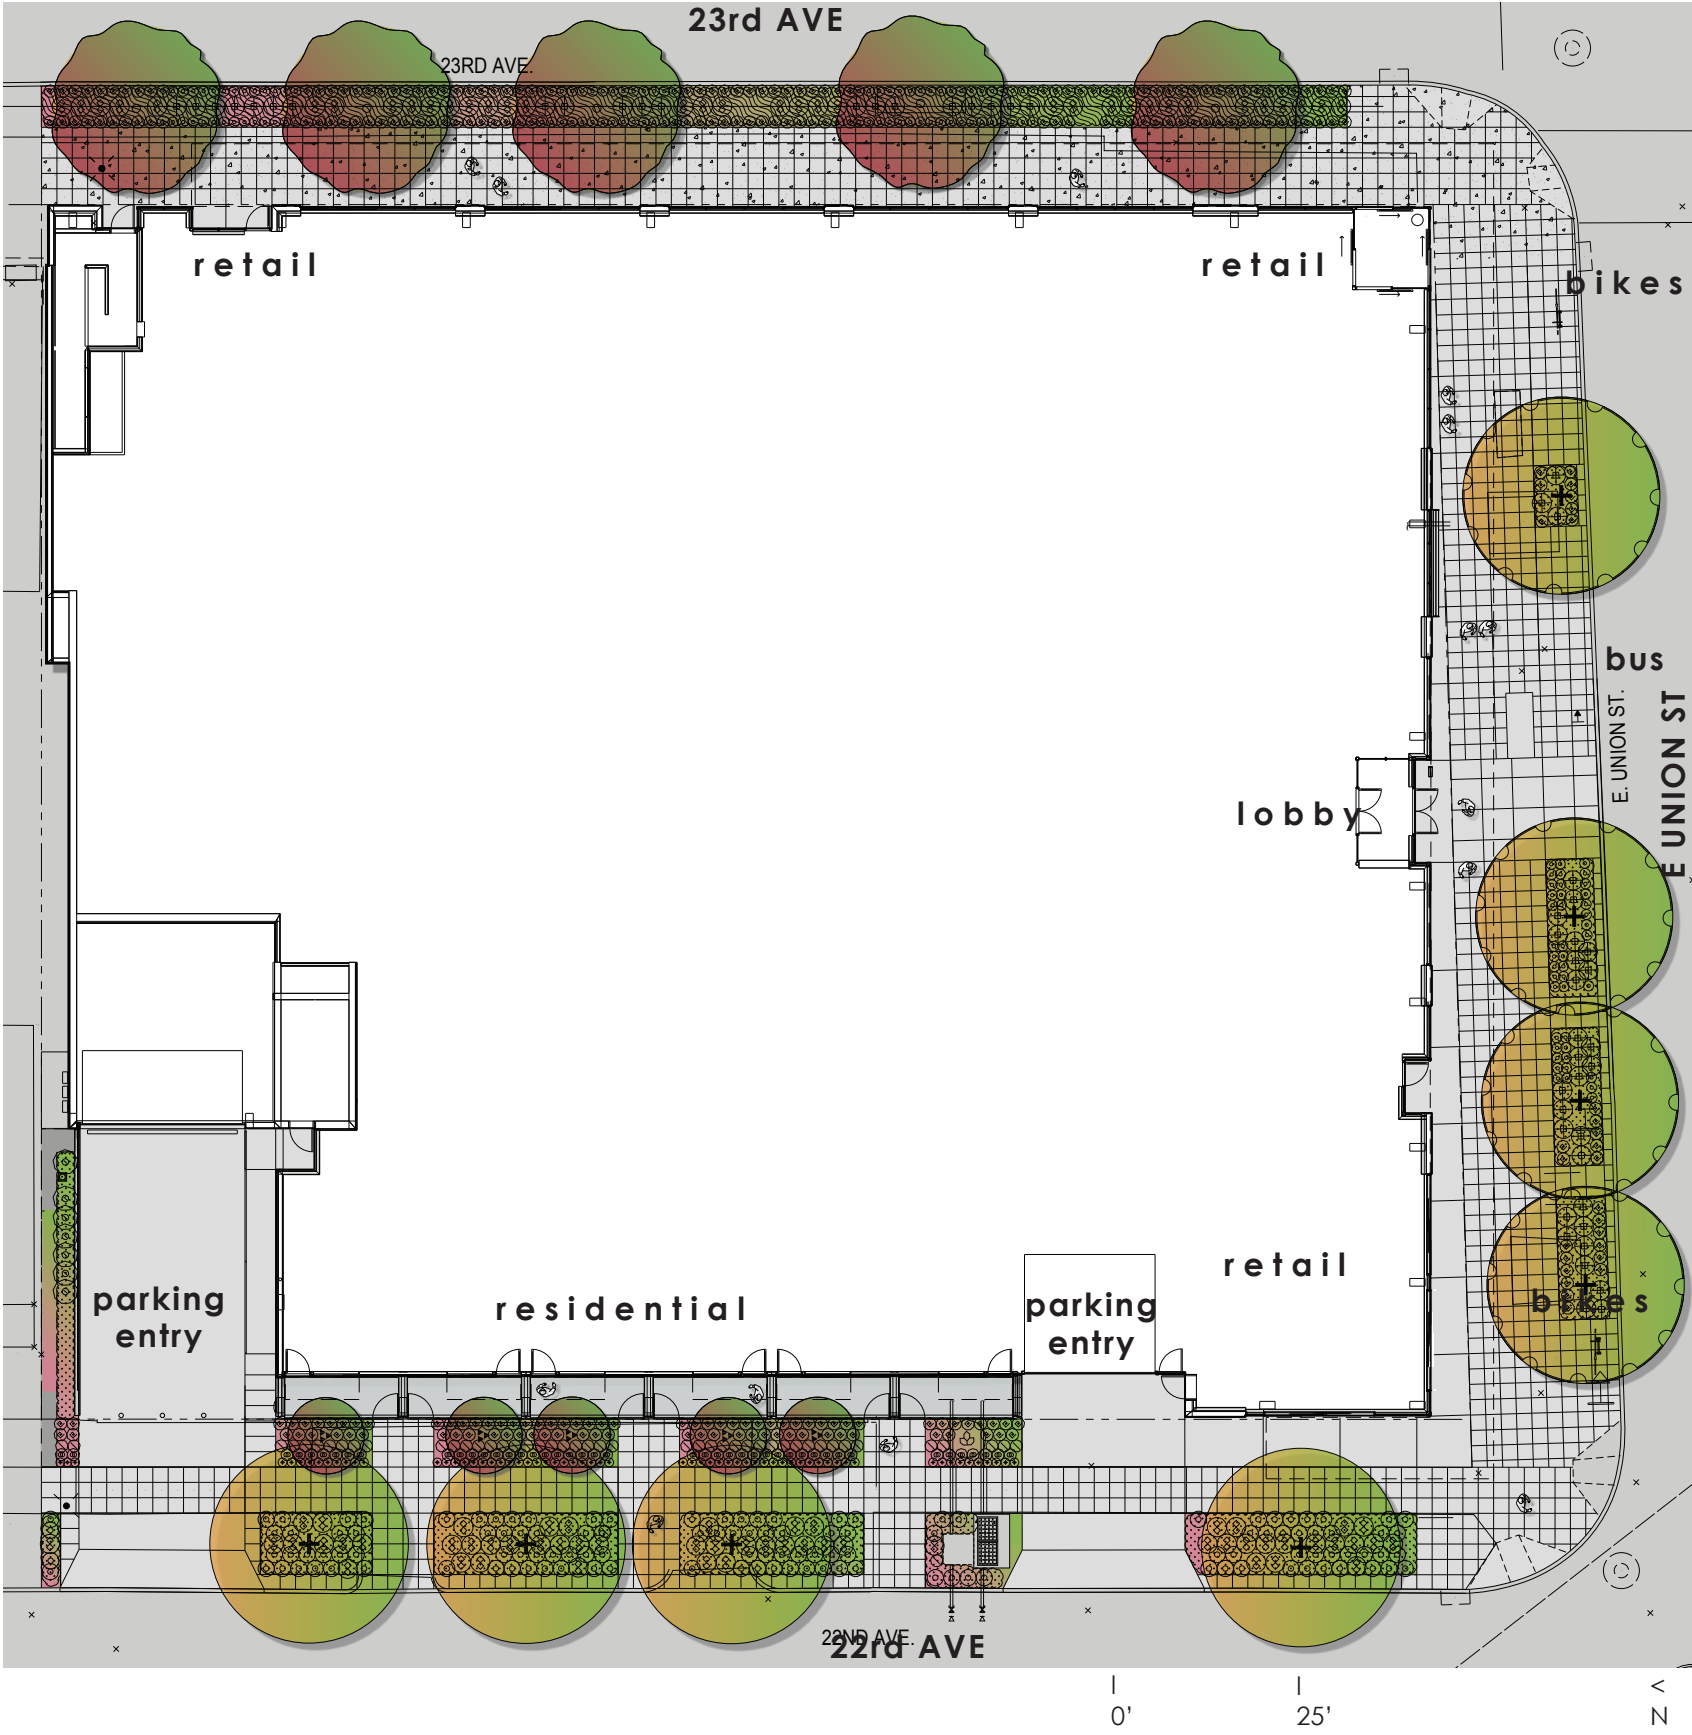 23rd AVE
23RD AVE.
retail
retail
bikes
bus
E. UNION ST.
E UNION ST
lobby
retail
parking
entry
residential
parking
entry
bikes
22ND AVE.
22rd AVE
0'
25'
<
N